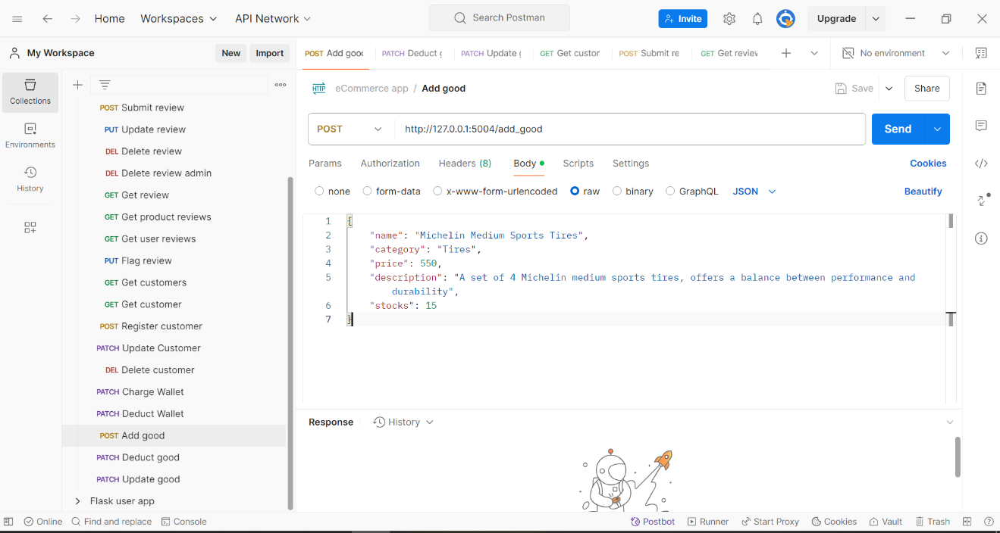 Home Workspaces API Network Search Postman Invite Upgrade
My Workspace New Import POST Add good PATCH Deduct g PATCH Update g GET Get custor POST Submit re GET Get review No environment
Collections
Environments
History
POST Submit review
PUT Update review
DEL Delete review
DEL Delete review admin
GET Get review
GET Get product reviews
GET Get user reviews
PUT Flag review
GET Get customers
GET Get customer
POST Register customer
PATCH Update Customer
DEL Delete customer
PATCH Charge Wallet
PATCH Deduct Wallet
POST Add good
PATCH Deduct good
PATCH Update good
Flask user app
HTTP eCommerce app / Add good Save Share
POST http://127.0.0.1:5004/add_good Send
Params Authorization Headers (8) Body Scripts Settings Cookies
none form-data x-www-form-urlencoded raw binary GraphQL JSON Beautify
1 {
2 "name": "Michelin Medium Sports Tires",
3 "category": "Tires",
4 "price": 550,
5 "description": "A set of 4 Michelin medium sports tires, offers a balance between performance and
durability",
6 "stocks": 15
7 }
Response History
Online Find and replace Console Postbot Runner Start Proxy Cookies Vault Trash